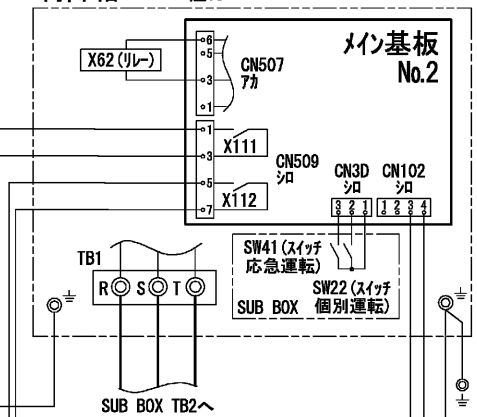 X62(リレー)
6
5
3
1
CN507
アカ
メイン基板
No.2
1
3
5
7
X111
X112
CN509
シロ
CN3D
シロ
3 2 1
CN102
シロ
1 2 3 4
TB1
R S T
SW41(スイッチ
応急運転)
SW22(スイッチ
個別運転)
SUB BOX
SUB BOX TB2へ